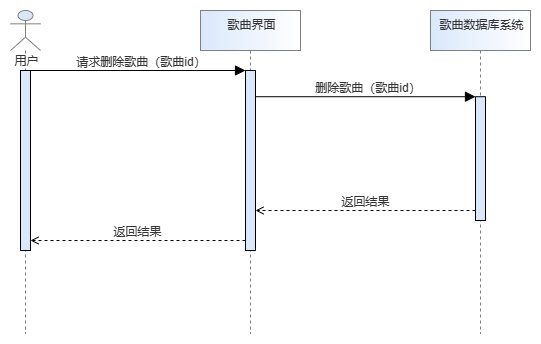 歌曲界面
歌曲数据库系统
用户
请求删除歌曲（歌曲id）
删除歌曲（歌曲id）
返回结果
返回结果